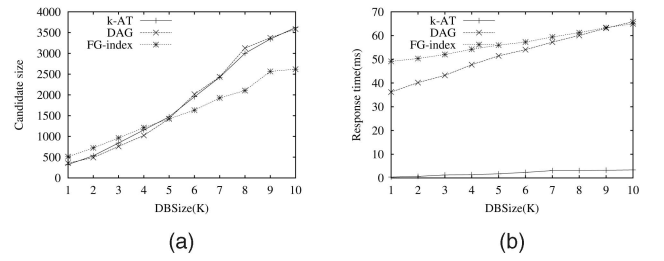 Candidate size
4000
3500
3000
2500
2000
1500
1000
500
0
k-AT
DAG
FG-index
1 2 3 4 5 6 7 8 9 10
DBSize(K)
(a)
Response time(ms)
70
60
50
40
30
20
10
0
k-AT
DAG
FG-index
1 2 3 4 5 6 7 8 9 10
DBSize(K)
(b)